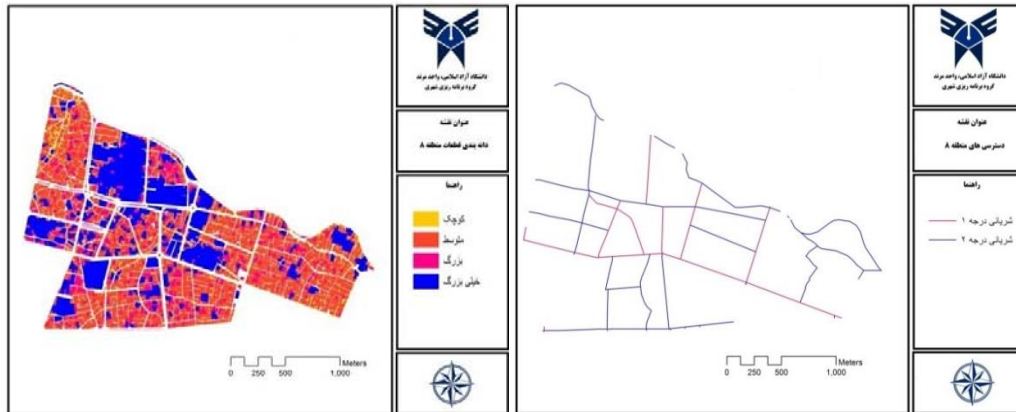 دانشگاه آزاد اسلامی، واحد مرند
گروه برنامه ریزی شهری
عنوان نقشه
دانه بندی قطعات منطقه ۸
راهنما
کوچک
متوسط
بزرگ
خیلی بزرگ
Meters
0 250 500 1,000
دانشگاه آزاد اسلامی، واحد مرند
گروه برنامه ریزی شهری
عنوان نقشه
دسترسی های منطقه ۸
راهنما
شریانی درجه ۱
شریانی درجه ۲
Meters
0 250 500 1,000